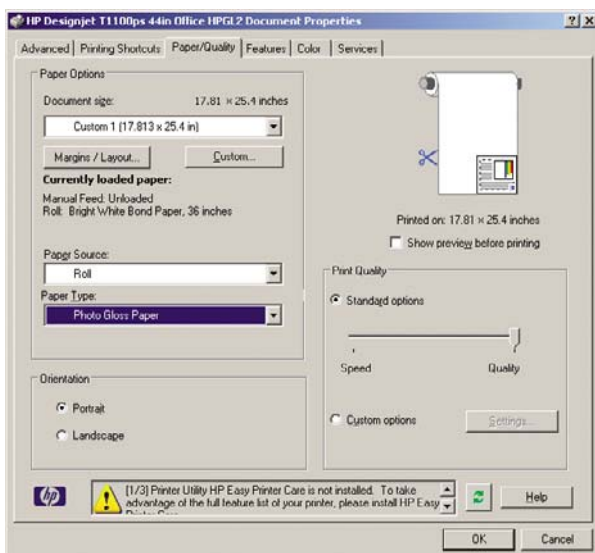 HP Designjet T1100ps 44in Office HPGL2 Document Properties
Advanced Printing Shortcuts Paper/Quality Features Color Services
Paper Options
Document size: 17.81 × 25.4 inches
Custom 1 (17.813 x 25.4 in)
Margins / Layout... Custom...
Currently loaded paper:
Manual Feed: Unloaded
Roll: Bright White Bond Paper, 36 inches
Paper Source:
Roll
Paper Type:
Photo Gloss Paper
Orientation
Portrait
Landscape
Printed on: 17.81 × 25.4 inches
Show preview before printing
Print Quality
Standard options
Speed Quality
Custom options Settings...
hp
[1/3] Printer Utility HP Easy Printer Care is not installed. To take
advantage of the full feature list of your printer, please install HP Easy
Help
OK Cancel